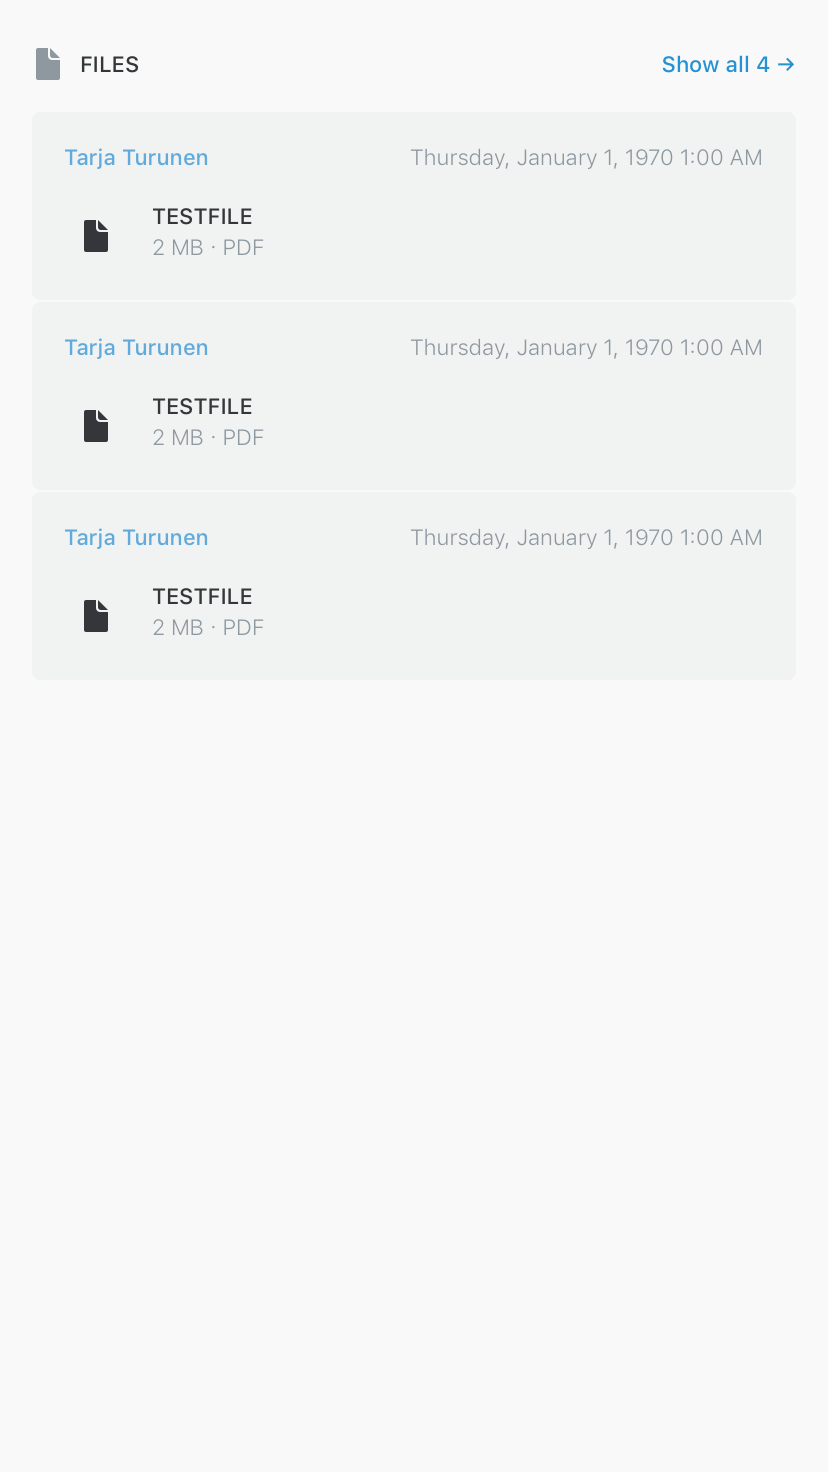 FILES
Show all 4 →
Tarja Turunen
Thursday, January 1, 1970 1:00 AM
TESTFILE
2 MB · PDF
Tarja Turunen
Thursday, January 1, 1970 1:00 AM
TESTFILE
2 MB · PDF
Tarja Turunen
Thursday, January 1, 1970 1:00 AM
TESTFILE
2 MB · PDF